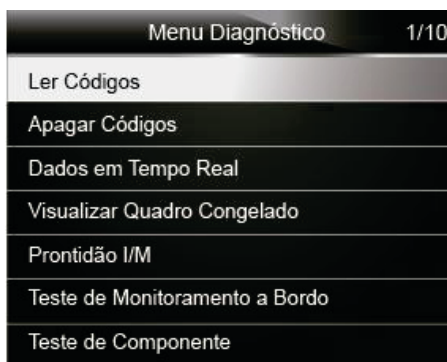 Menu Diagnóstico 1/10
Ler Códigos
Apagar Códigos
Dados em Tempo Real
Visualizar Quadro Congelado
Prontidão I/M
Teste de Monitoramento a Bordo
Teste de Componente